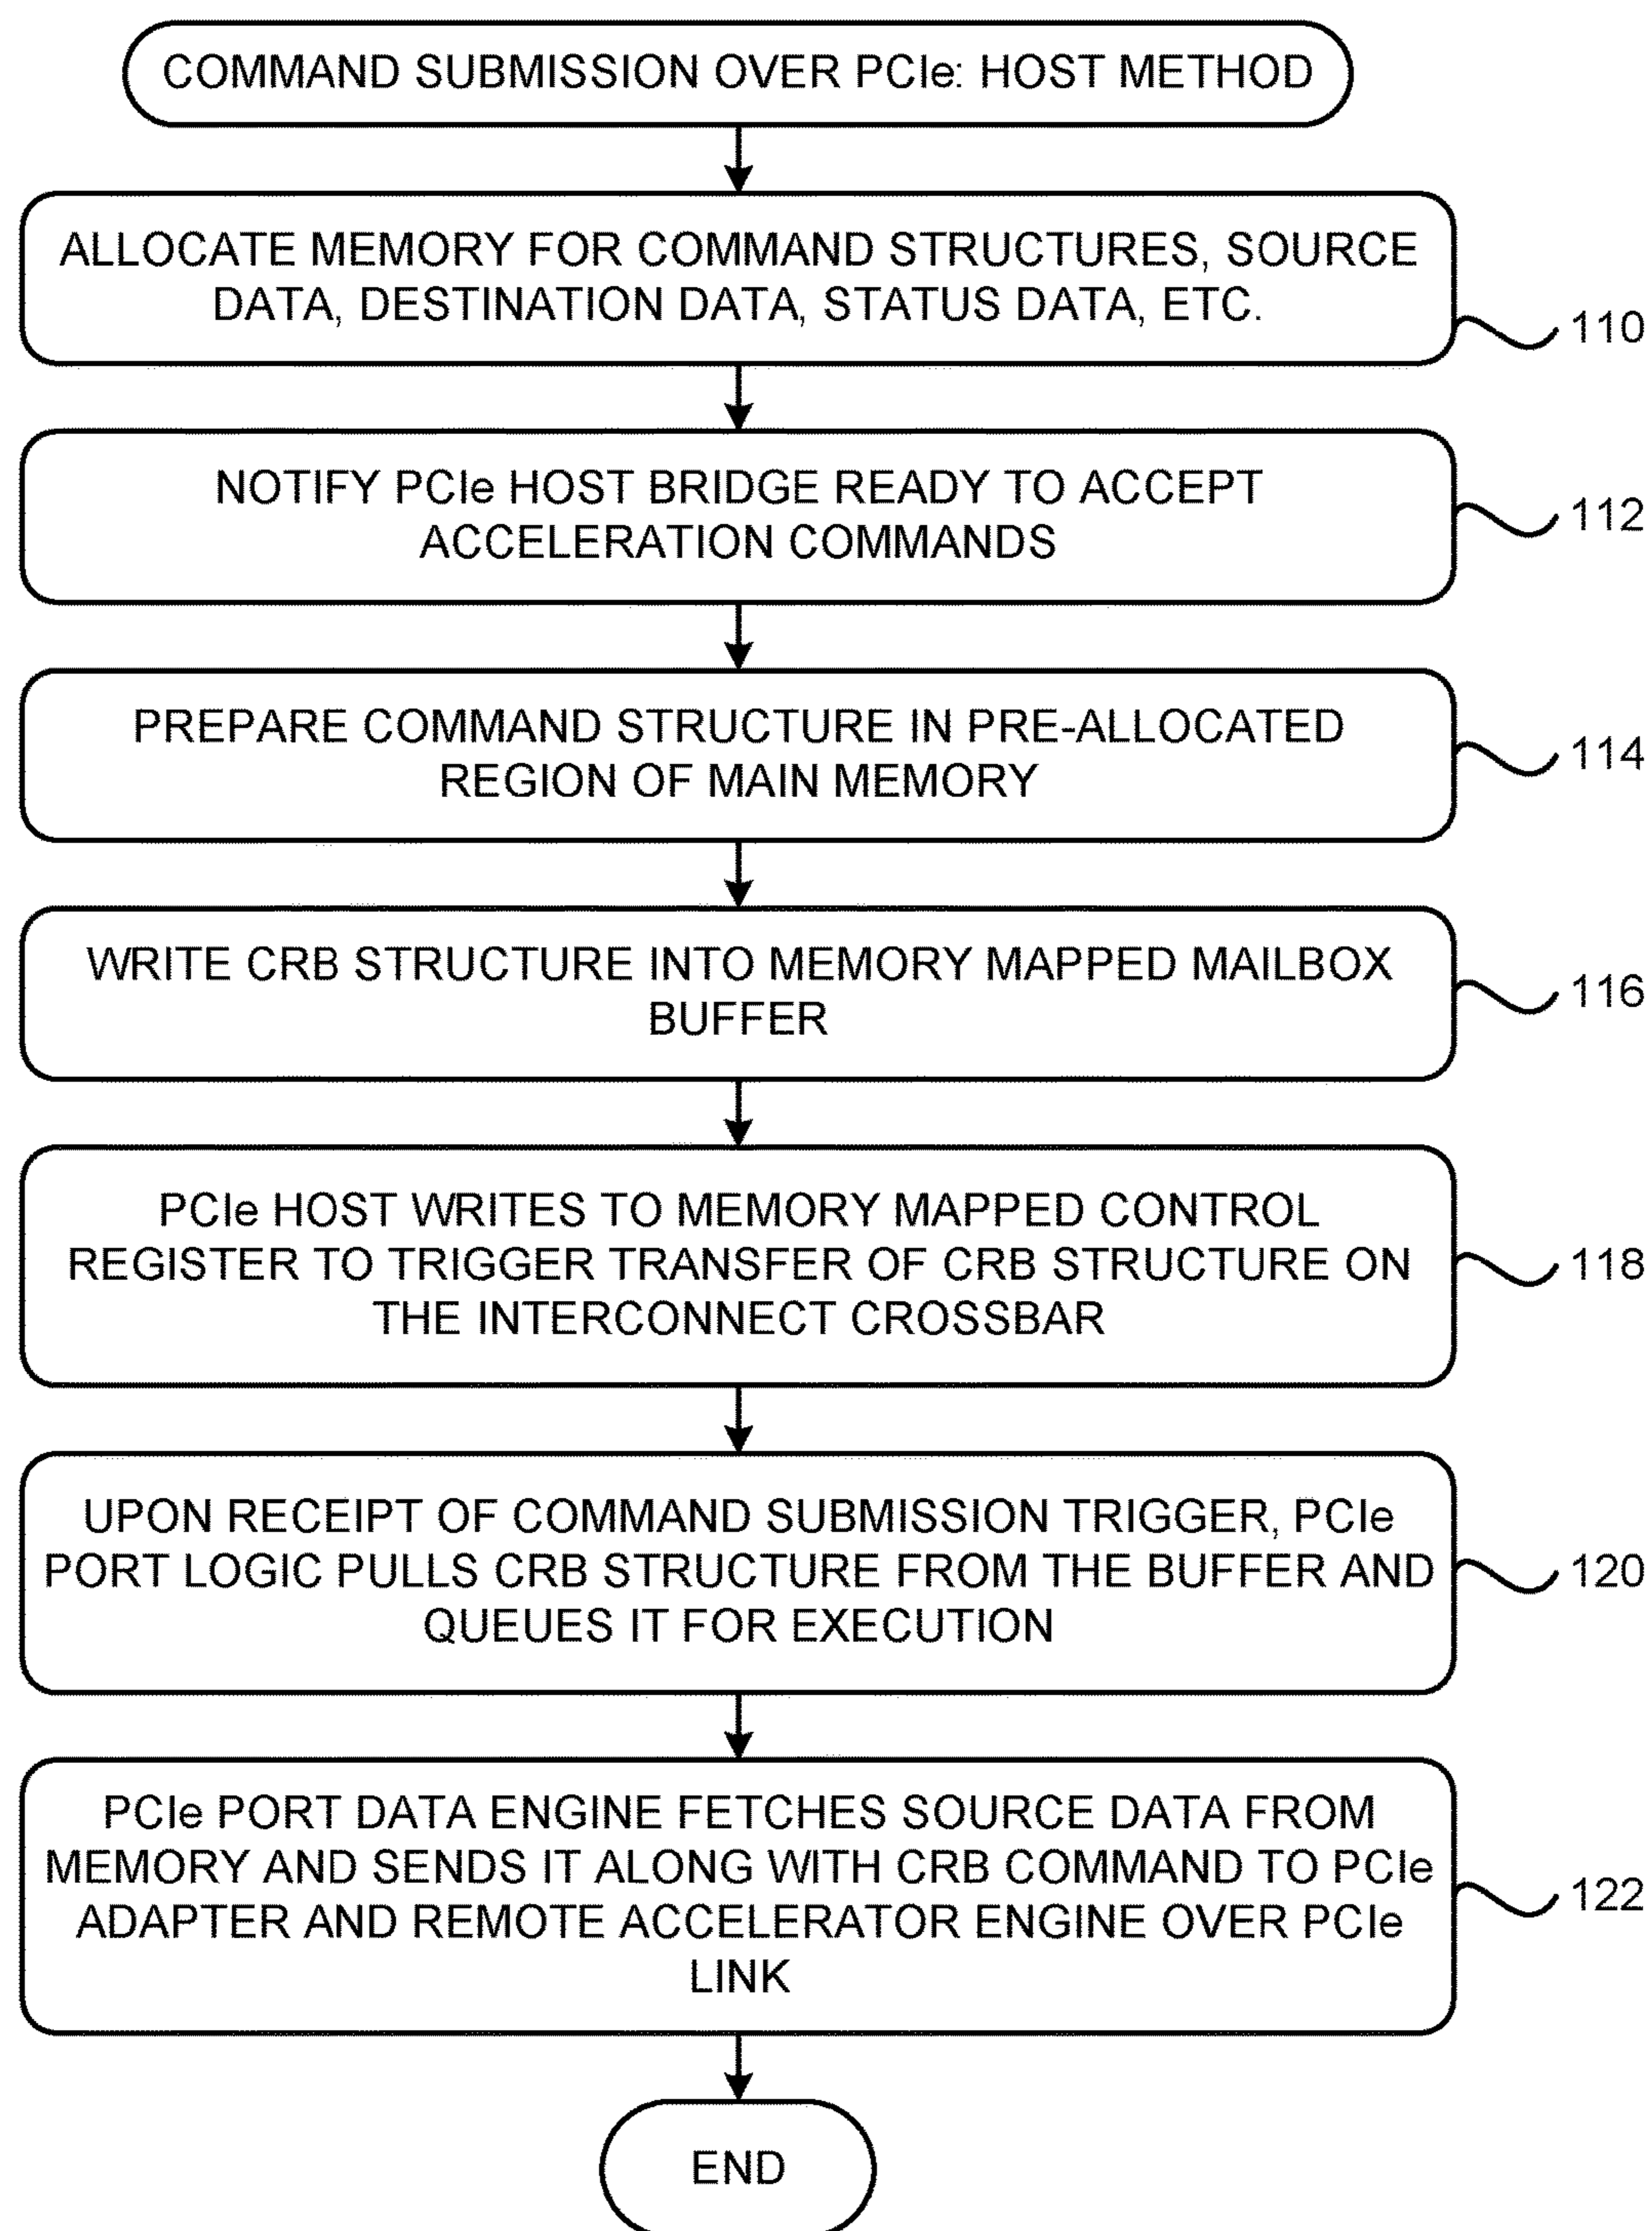 COMMAND SUBMISSION OVER PCIe: HOST METHOD
ALLOCATE MEMORY FOR COMMAND STRUCTURES, SOURCE
DATA, DESTINATION DATA, STATUS DATA, ETC.
110
NOTIFY PCIe HOST BRIDGE READY TO ACCEPT
ACCELERATION COMMANDS
112
PREPARE COMMAND STRUCTURE IN PRE-ALLOCATED
REGION OF MAIN MEMORY
114
WRITE CRB STRUCTURE INTO MEMORY MAPPED MAILBOX
BUFFER
116
PCIe HOST WRITES TO MEMORY MAPPED CONTROL
REGISTER TO TRIGGER TRANSFER OF CRB STRUCTURE ON
THE INTERCONNECT CROSSBAR
118
UPON RECEIPT OF COMMAND SUBMISSION TRIGGER, PCIe
PORT LOGIC PULLS CRB STRUCTURE FROM THE BUFFER AND
QUEUES IT FOR EXECUTION
120
PCIe PORT DATA ENGINE FETCHES SOURCE DATA FROM
MEMORY AND SENDS IT ALONG WITH CRB COMMAND TO PCIe
ADAPTER AND REMOTE ACCELERATOR ENGINE OVER PCIe
LINK
122
END